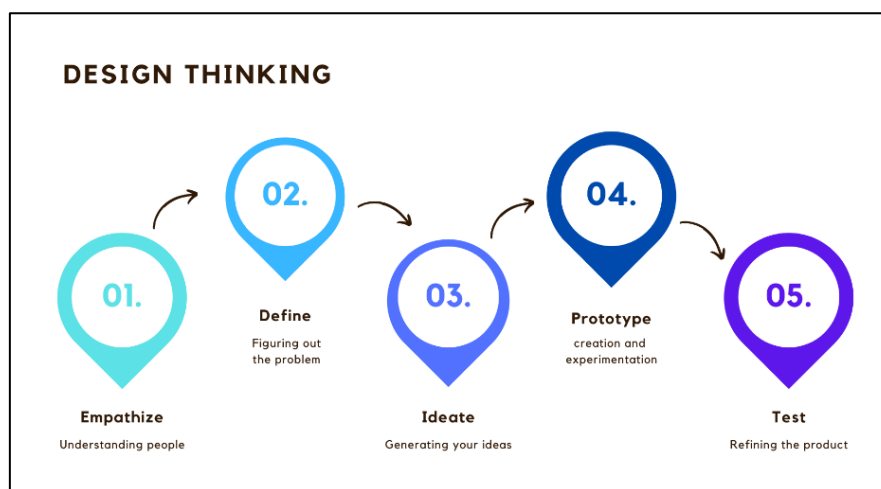 DESIGN THINKING
01.
Empathize
Understanding people
02.
Define
Figuring out
the problem
03.
Ideate
Generating your ideas
04.
Prototype
creation and
experimentation
05.
Test
Refining the product